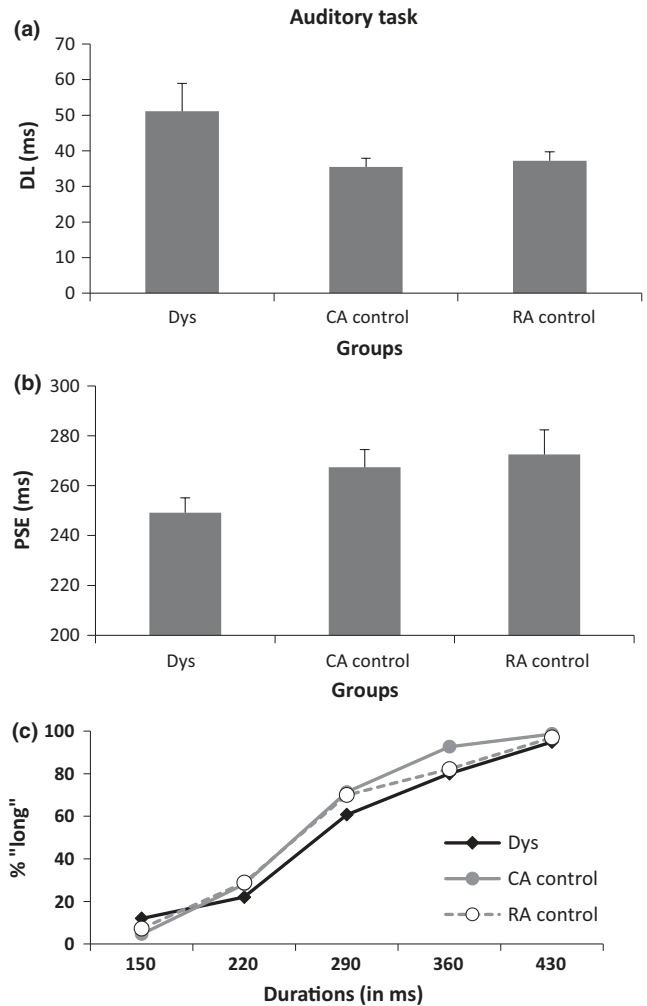 Auditory task
(a)
DL (ms)
70
60
50
40
30
20
10
0
Dys CA control RA control
Groups
(b)
PSE (ms)
300
280
260
240
220
200
Dys CA control RA control
Groups
(c)
% "long"
100
80
60
40
20
0
Dys
CA control
RA control
150 220 290 360 430
Durations (in ms)